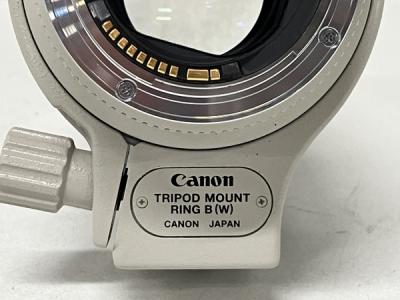 Canon
TRIPOD MOUNT
RING B (W)
CANON JAPAN